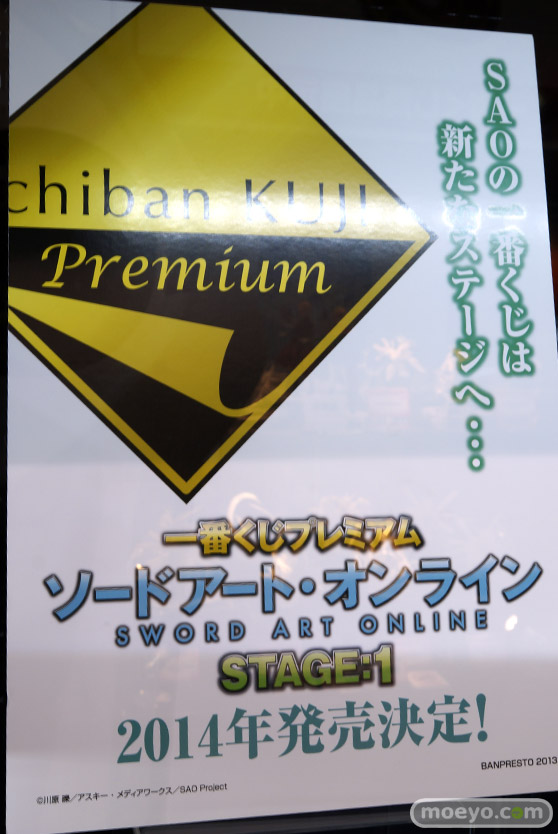 chiban KUJI
Premium
SAOの一番くじは
新たなステージへ…
一番くじプレミアム
ソードアート・オンライン
SWORD ART ONLINE
STAGE:1
2014年発売決定!
BANPRESTO 2013
©川原 礫/アスキー・メディアワークス/SAO Project
moeyo.com